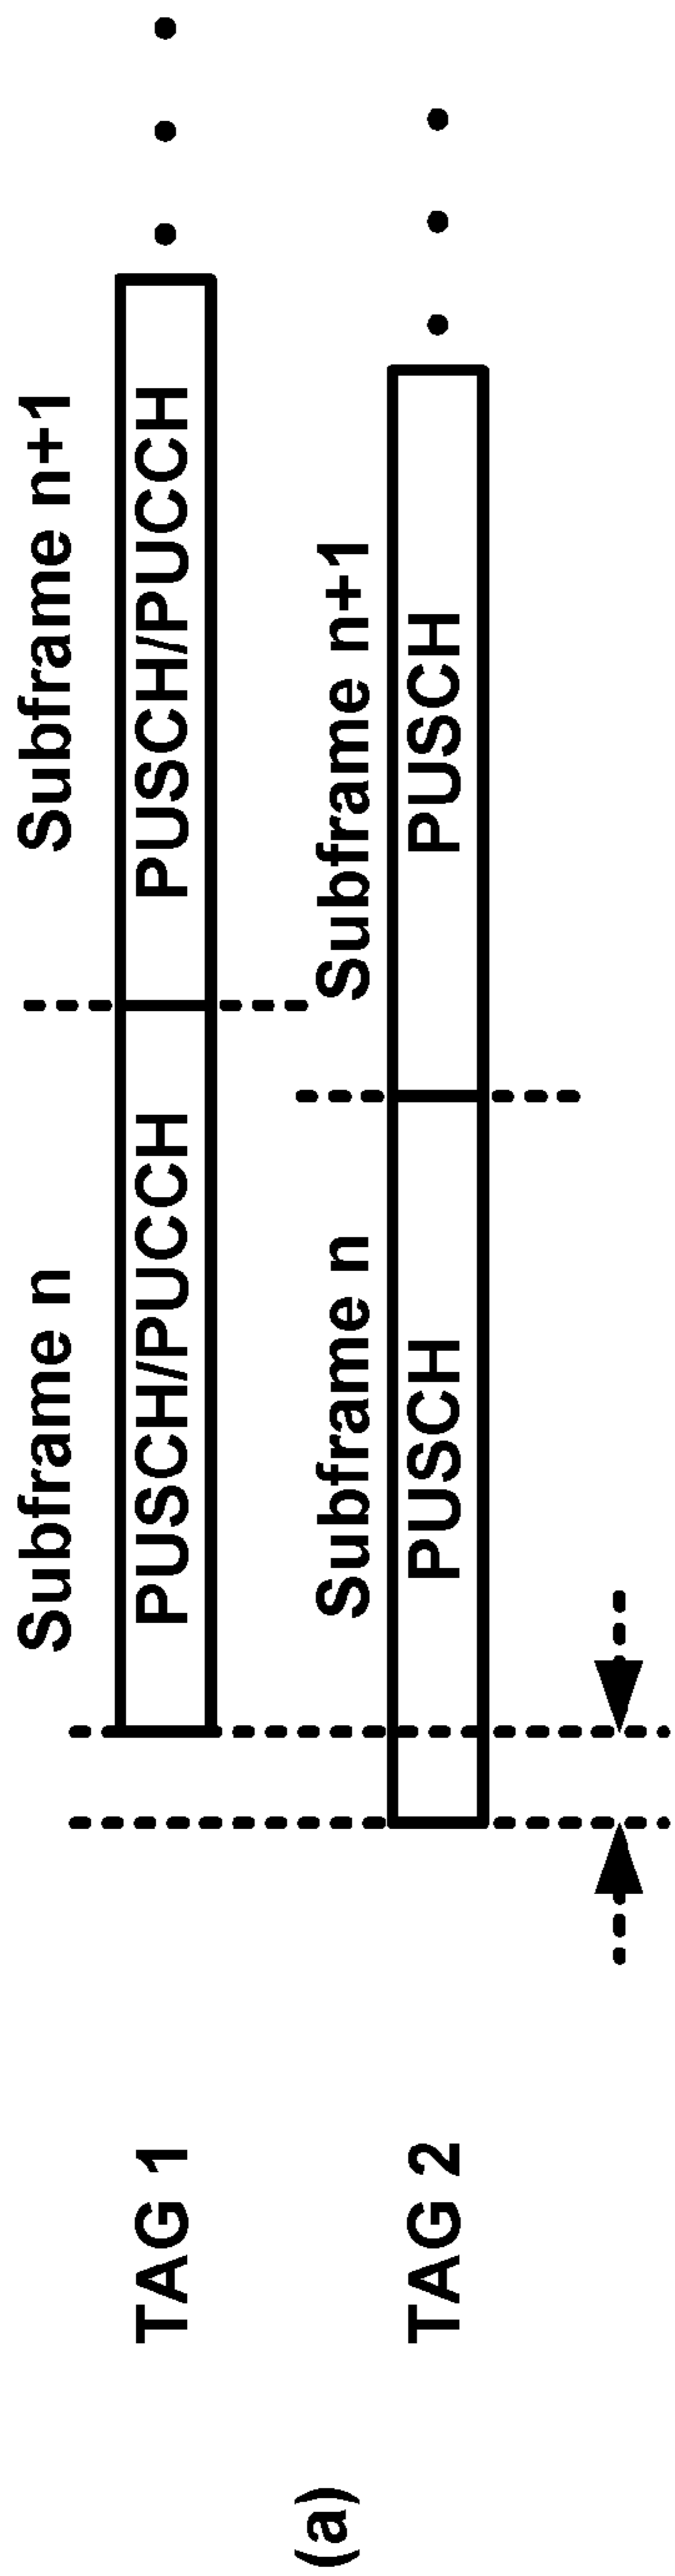 Subframe n
Subframe n+1
TAG 1
PUSCH/PUCCH
PUSCH/PUCCH
Subframe n
Subframe n+1
TAG 2
PUSCH
PUSCH
(a)